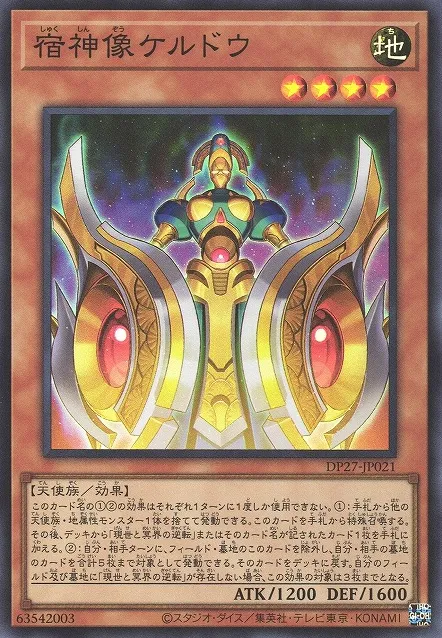 宿神像ケルドウ
地
DP27-JP021
【天使族/効果】
このカード名の①②の効果はそれぞれ1ターンに1度しか使用できない。①:手札から他の
天使族・地属性モンスター1体を捨てて発動できる。このカードを手札から特殊召喚する。
その後、デッキから「現世と冥界の逆転」またはそのカード名が記されたカード1枚を手札に
加える。②:自分・相手ターンに、フィールド・墓地のこのカードを除外し、自分・相手の墓地
のカードを合計5枚まで対象として発動できる。そのカードをデッキに戻す。自分のフィー
ルド及び墓地に「現世と冥界の逆転」が存在しない場合、この効果の対象は3枚までとなる。
ATK/1200 DEF/1600
63542003
©スタジオ・ダイス/集英社・テレビ東京・KONAMI